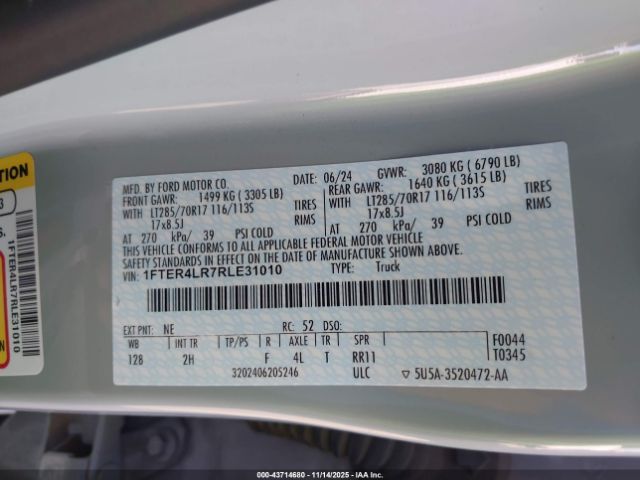 TION
3
S.
1FTER4LR7RLE31010
MFD. BY FORD MOTOR CO. DATE: 06/24 GVWR: 3080 KG ( 6790 LB)
FRONT GAWR: 1499 KG ( 3305 LB) REAR GAWR: 1640 KG ( 3615 LB)
WITH LT285/70R17 116/113S TIRES WITH LT285/70R17 116/113S TIRES
17x8.5J RIMS 17x8.5J RIMS
AT 270 kPa/ 39 PSI COLD AT 270 kPa/ 39 PSI COLD
THIS VEHICLE CONFORMS TO ALL APPLICABLE FEDERAL MOTOR VEHICLE
SAFETY STANDARDS IN EFFECT ON THE DATE OF MANUFACTURE SHOWN ABOVE.
VIN: 1FTER4LR7RLE31010 TYPE: Truck
EXT PNT: NE RC: 52 DSO: F0044
WB INT TR TP/PS R AXLE TR SPR T0345
128 2H F 4L T RR11
3202406205246 ULC ▽ 5U5A-3520472-AA
000-43714680 11/14/2025 IAA Inc.